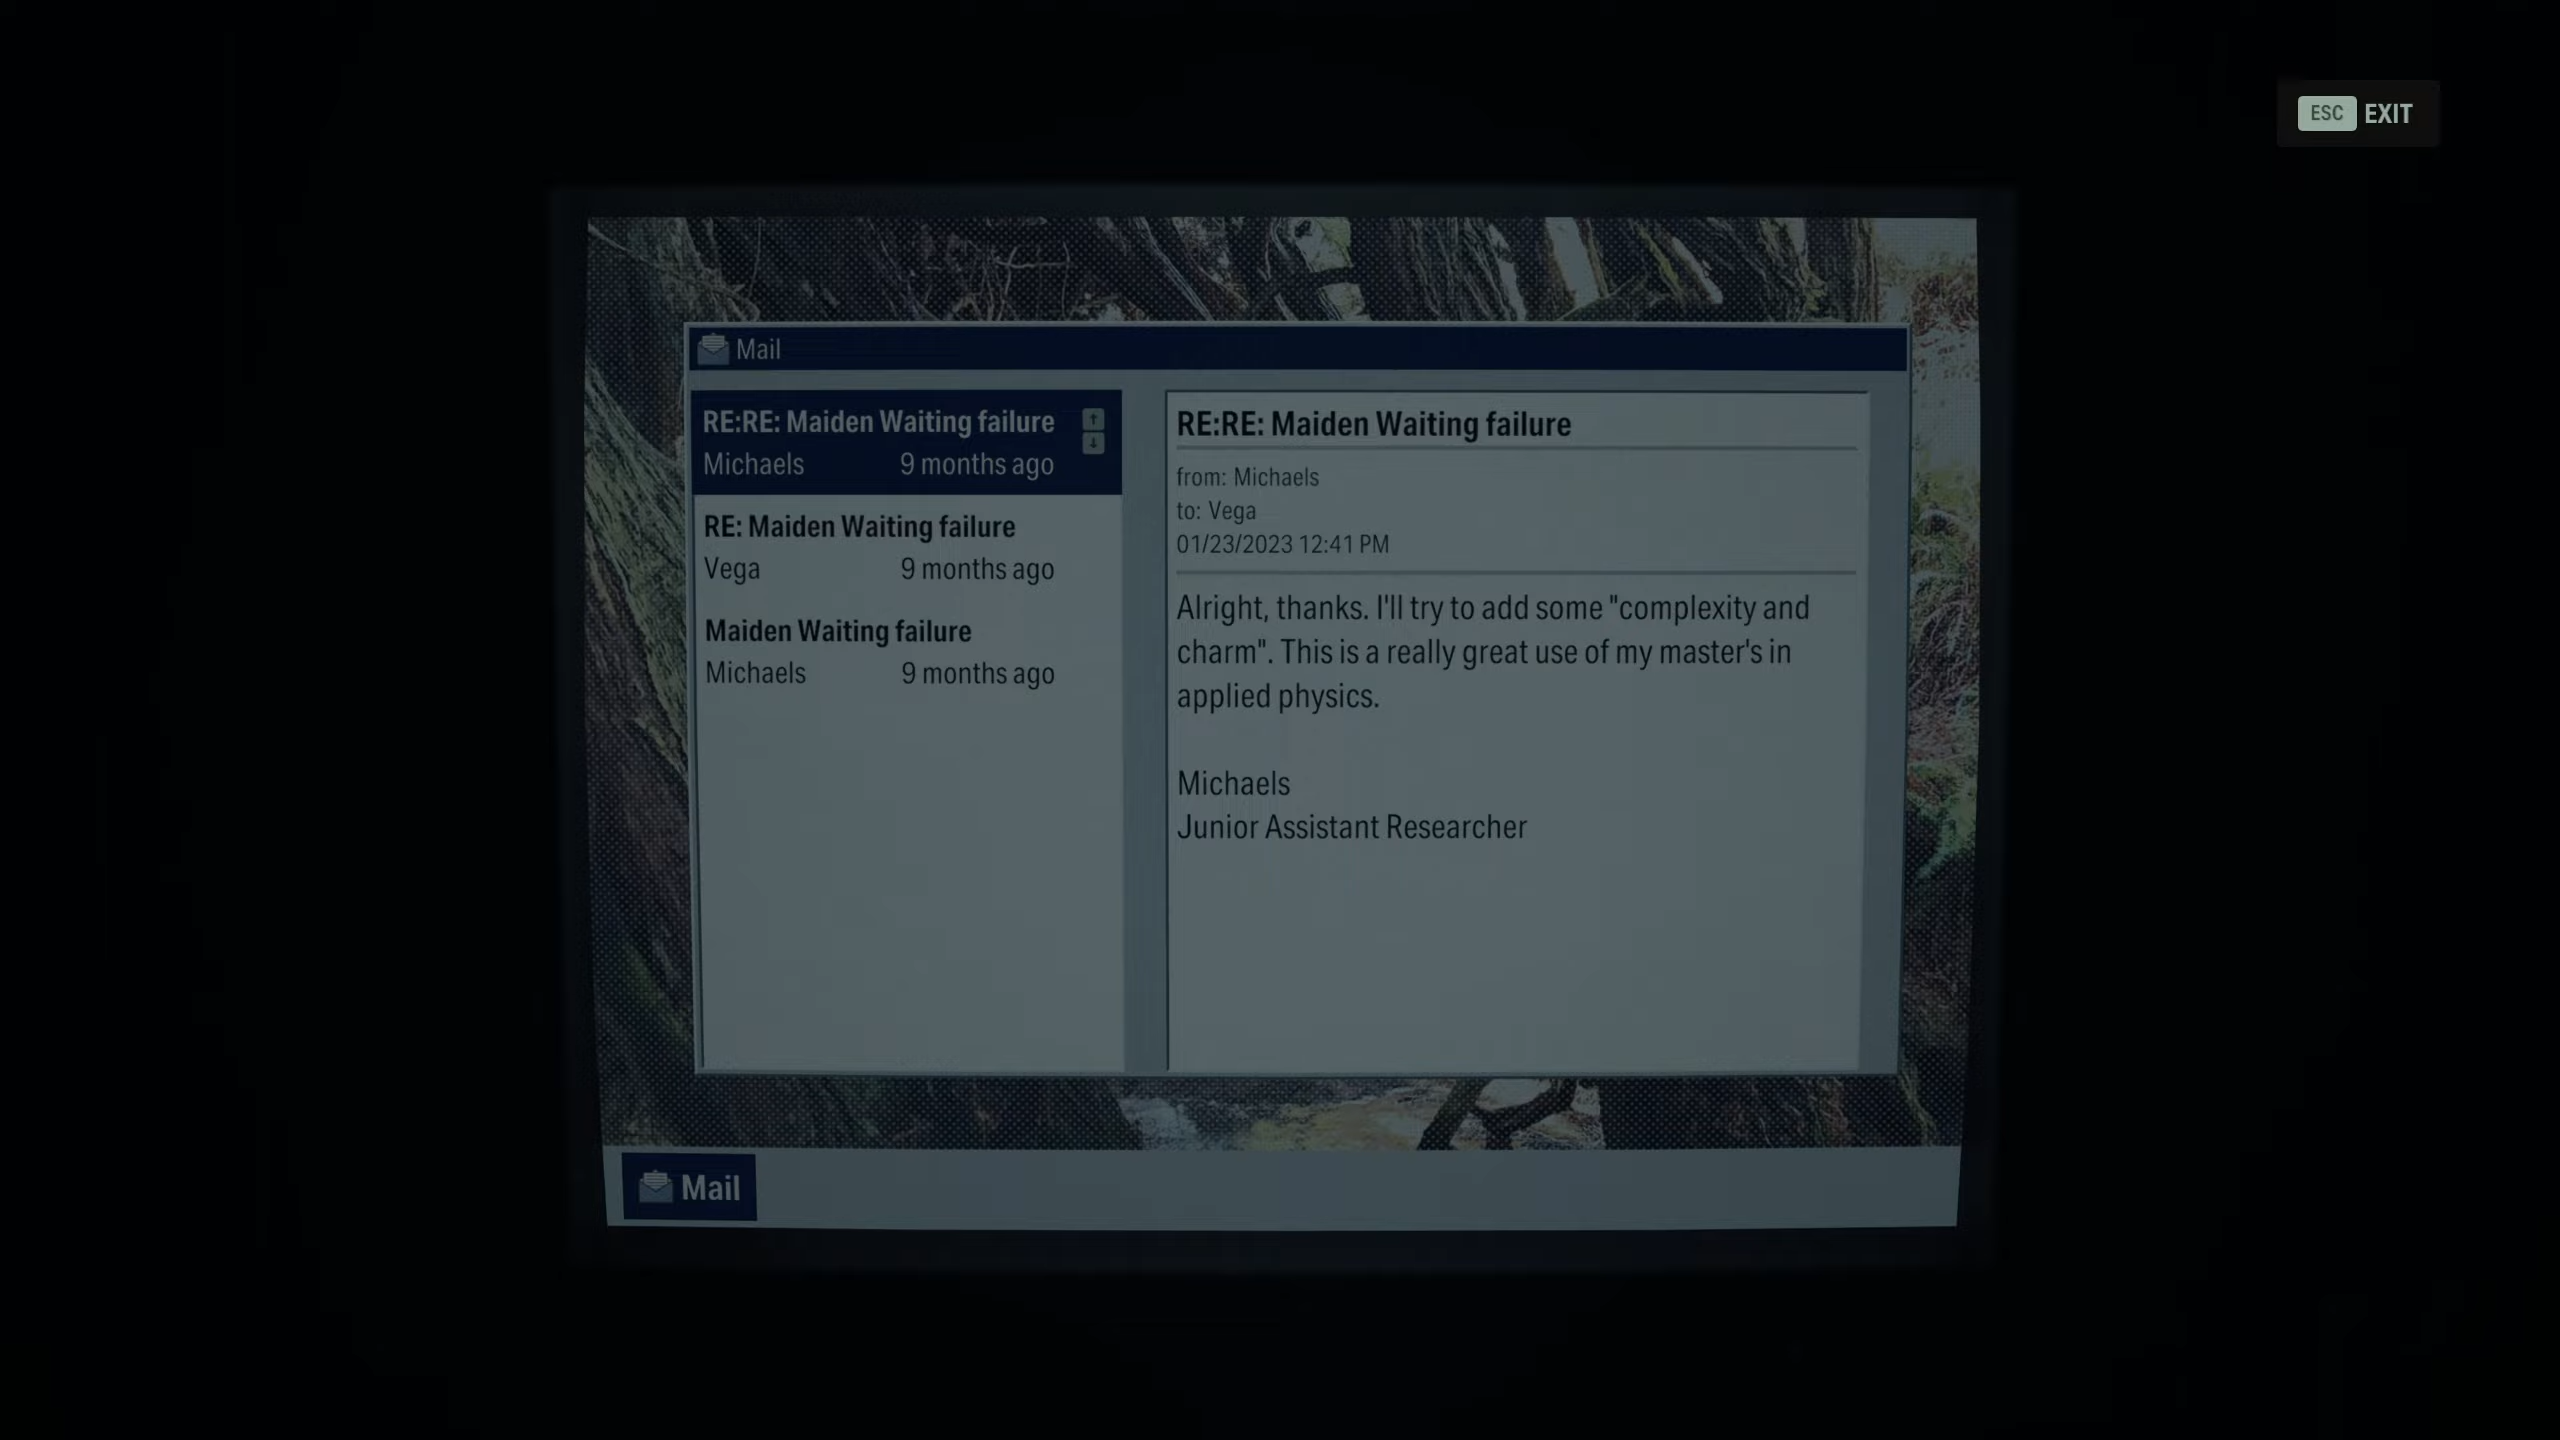 ESC EXIT
Mail
RE:RE: Maiden Waiting failure
Michaels 9 months ago
RE: Maiden Waiting failure
Vega 9 months ago
Maiden Waiting failure
Michaels 9 months ago
RE:RE: Maiden Waiting failure
from: Michaels
to: Vega
01/23/2023 12:41 PM
Alright, thanks. I'll try to add some "complexity and
charm". This is a really great use of my master's in
applied physics.
Michaels
Junior Assistant Researcher
Mail